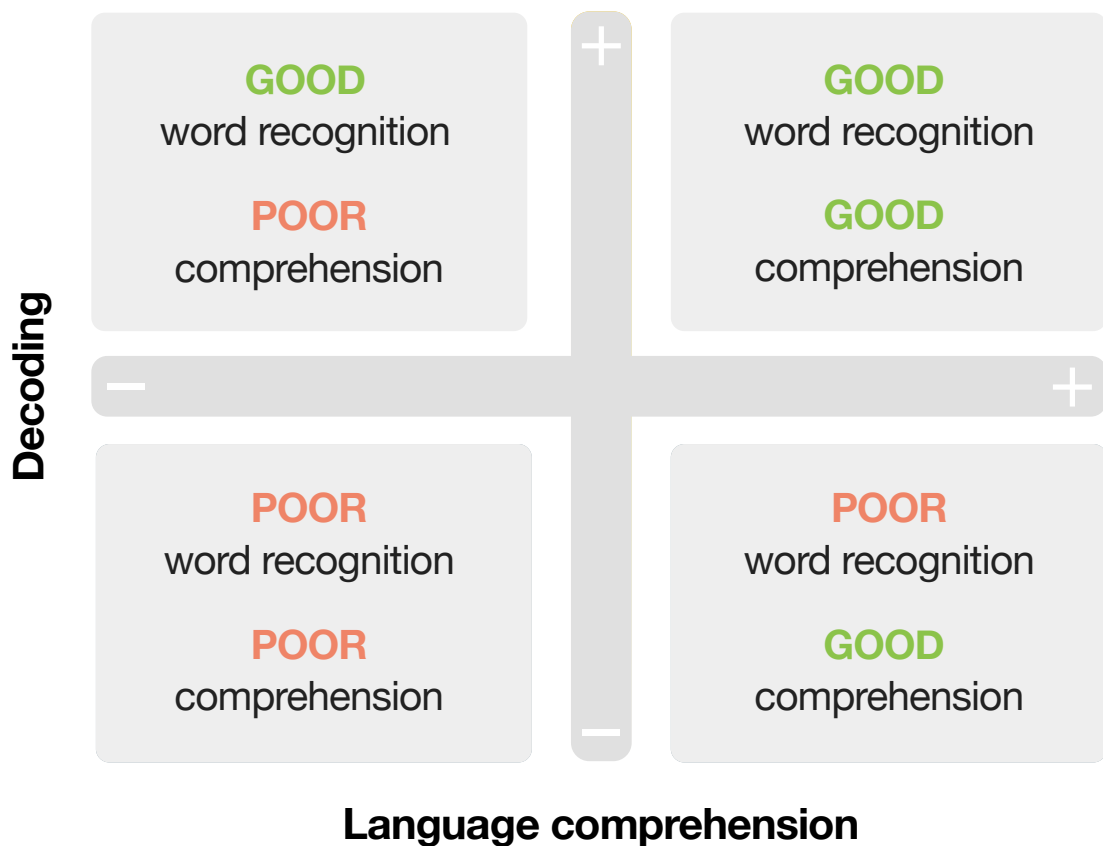 GOOD
word recognition
POOR
comprehension
+
GOOD
word recognition
GOOD
comprehension
Decoding
−
+
POOR
word recognition
POOR
comprehension
−
POOR
word recognition
GOOD
comprehension
Language comprehension